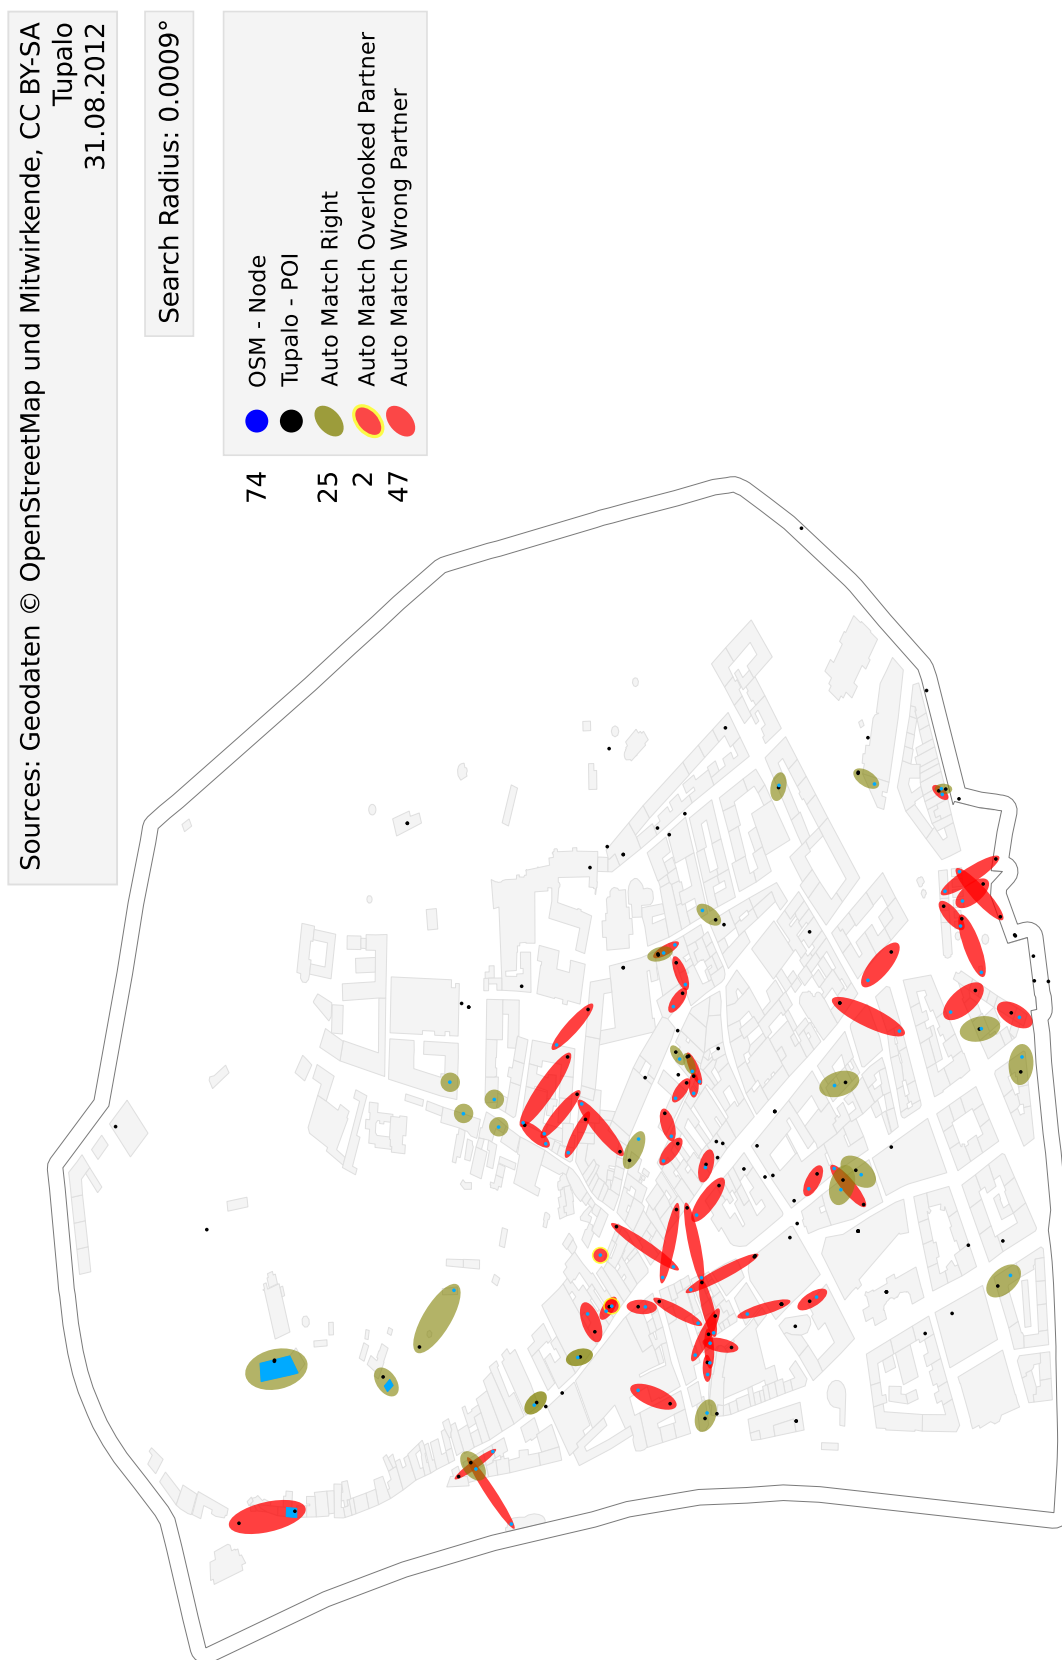 Sources: Geodaten © OpenStreetMap und Mitwirkende, CC BY-SA
Tupalo
31.08.2012
Search Radius: 0.0009°
74 OSM - Node
Tupalo - POI
25 Auto Match Right
2 Auto Match Overlooked Partner
47 Auto Match Wrong Partner